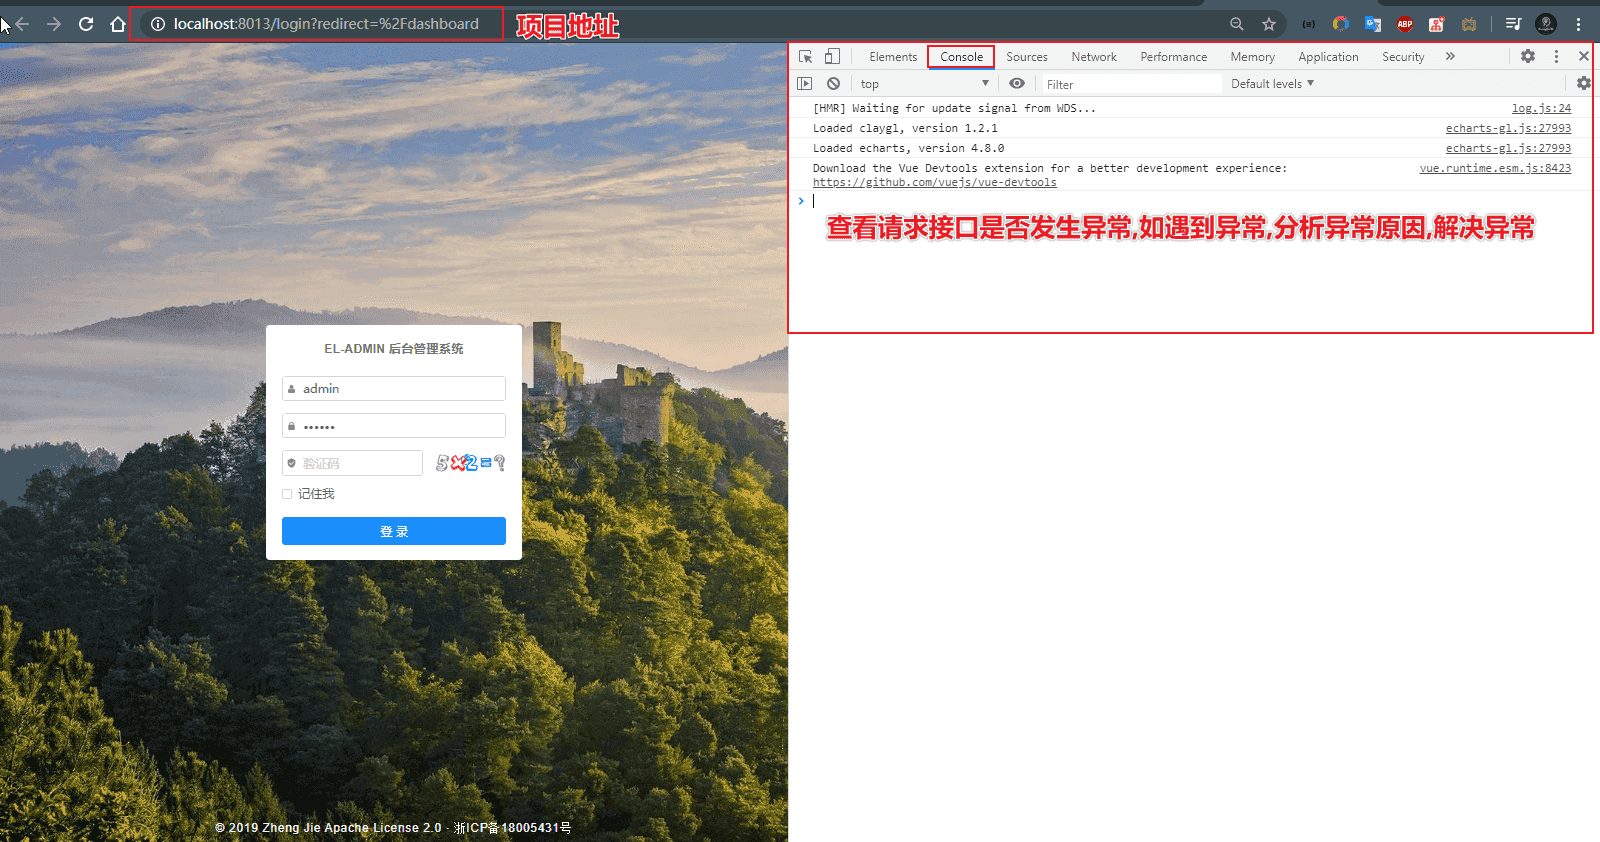 localhost:8013/login?redirect=%2Fdashboard
项目地址
ABP
Elements Console Sources Network Performance Memory Application Security »
top Filter Default levels
[HMR] Waiting for update signal from WDS... log.js:24
Loaded claygl, version 1.2.1 echarts-gl.js:27993
Loaded echarts, version 4.8.0 echarts-gl.js:27993
Download the Vue Devtools extension for a better development experience: vue.runtime.esm.js:8423
https://github.com/vuejs/vue-devtools
查看请求接口是否发生异常,如遇到异常,分析异常原因,解决异常
EL-ADMIN 后台管理系统
admin
••••••
验证码 5×2=?
记住我
登 录
© 2019 Zheng Jie Apache License 2.0 · 浙ICP备18005431号